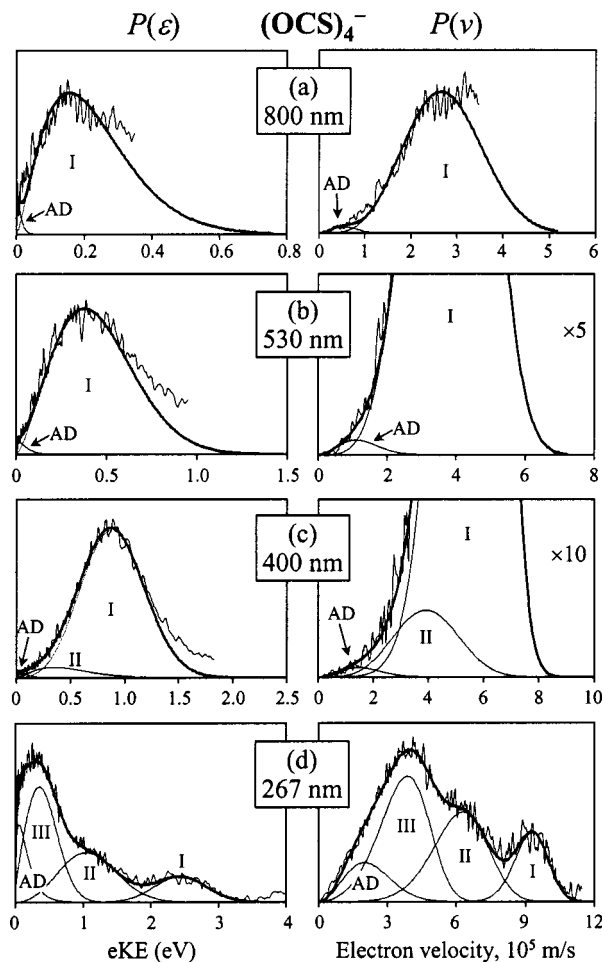 P(ε) (OCS)₄⁻ P(v)
(a)
800 nm
I
AD
AD
I
0 0.2 0.4 0.6 0.8
0 1 2 3 4 5 6
(b)
530 nm
I
AD
I
×5
AD
0 0.5 1.0 1.5
0 2 4 6 8
(c)
400 nm
I
AD
II
I
×10
AD
II
0 0.5 1.0 1.5 2.0 2.5
0 2 4 6 8 10
(d)
267 nm
III
AD
II
I
III
AD
II
I
0 1 2 3 4
0 3 6 9 12
eKE (eV) Electron velocity, 10⁵ m/s